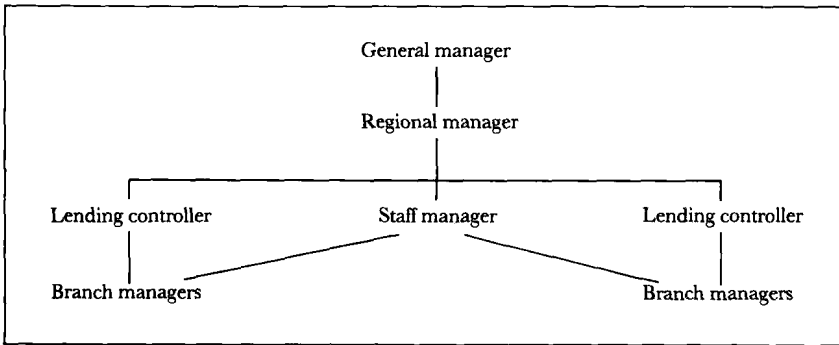 General manager
Regional manager
Lending controller Staff manager Lending controller
Branch managers Branch managers